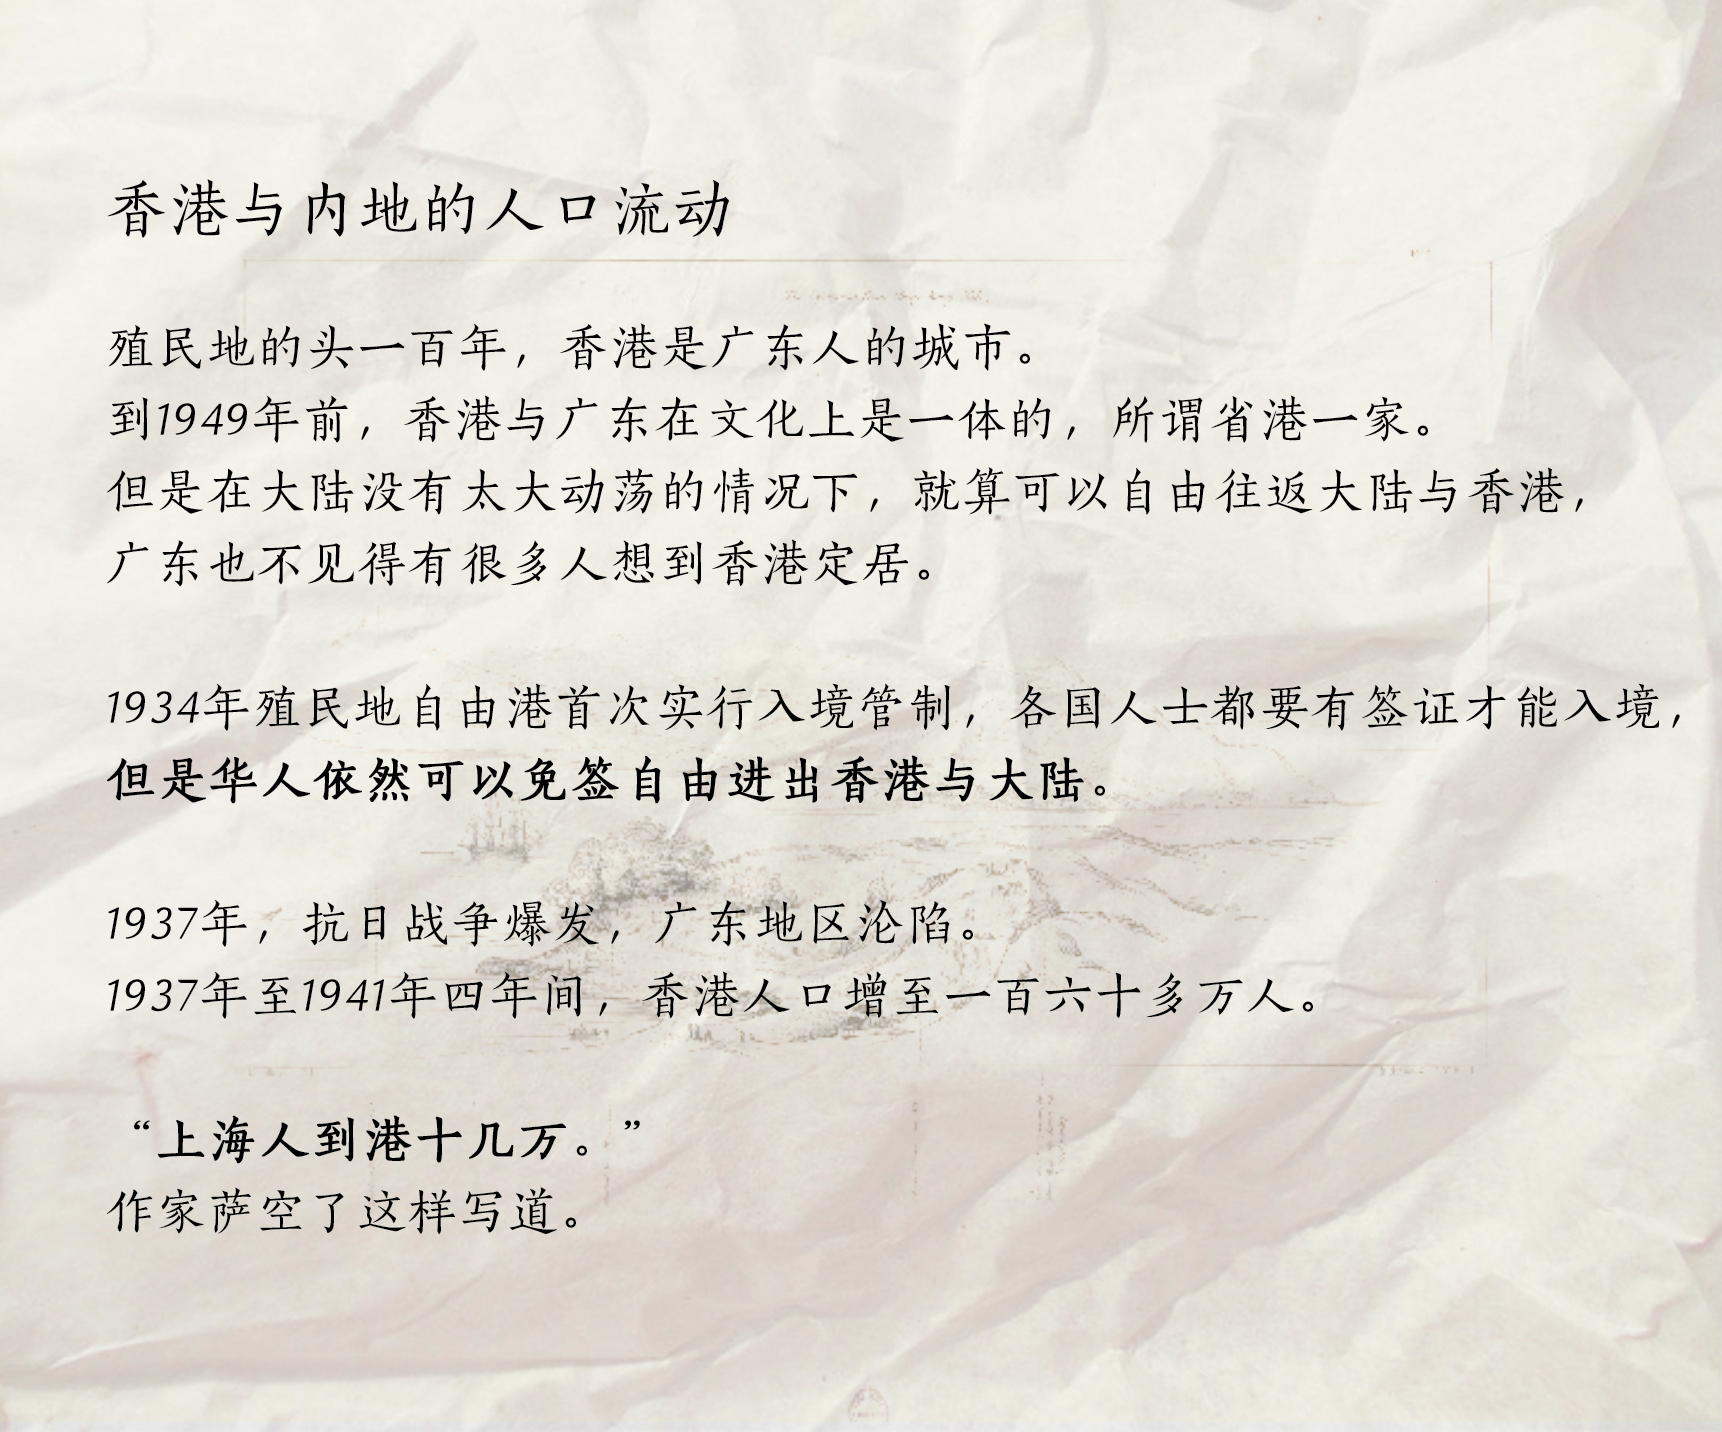 香港与内地的人口流动
殖民地的头一百年，香港是广东人的城市。
到1949年前，香港与广东在文化上是一体的，所谓省港一家。
但是在大陆没有太大动荡的情况下，就算可以自由往返大陆与香港，
广东也不见得有很多人想到香港定居。
1934年殖民地自由港首次实行入境管制，各国人士都要有签证才能入境，
但是华人依然可以免签自由进出香港与大陆。
1937年，抗日战争爆发，广东地区沦陷。
1937年至1941年四年间，香港人口增至一百六十多万人。
“上海人到港十几万。”
作家萨空了这样写道。